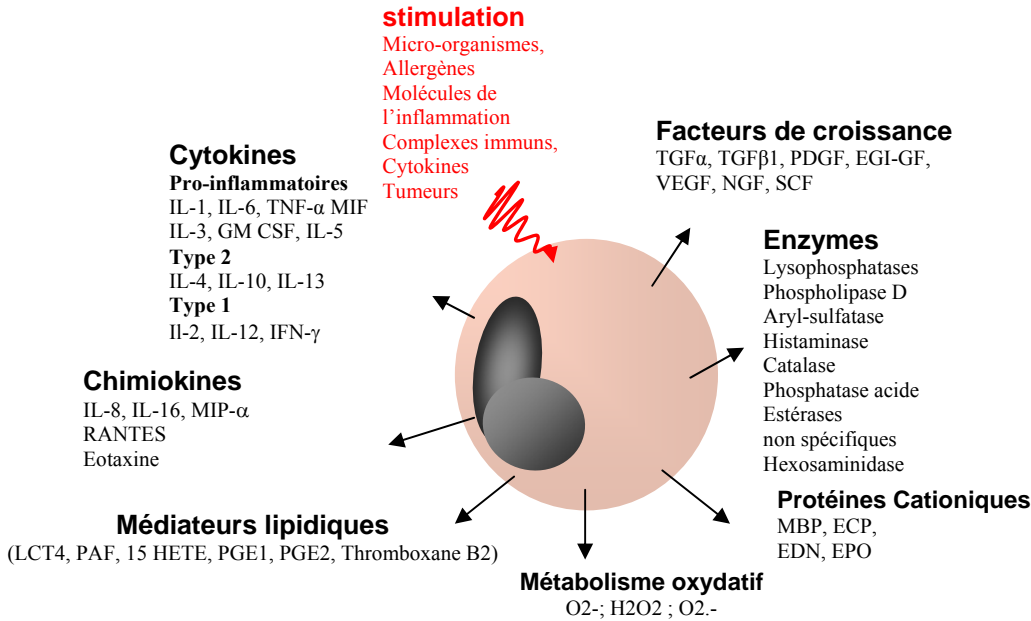 stimulation
Micro-organismes,
Allergènes
Molécules de
l'inflammation
Complexes immuns,
Cytokines
Tumeurs
Facteurs de croissance
TGFα, TGFβ1, PDGF, EGI-GF,
VEGF, NGF, SCF
Cytokines
Pro-inflammatoires
IL-1, IL-6, TNF-α MIF
IL-3, GM CSF, IL-5
Type 2
IL-4, IL-10, IL-13
Type 1
Il-2, IL-12, IFN-γ
Enzymes
Lysophosphatases
Phospholipase D
Aryl-sulfatase
Histaminase
Catalase
Phosphatase acide
Estérases
non spécifiques
Hexosaminidase
Chimiokines
IL-8, IL-16, MIP-α
RANTES
Eotaxine
Protéines Cationiques
MBP, ECP,
EDN, EPO
Médiateurs lipidiques
(LCT4, PAF, 15 HETE, PGE1, PGE2, Thromboxane B2)
Métabolisme oxydatif
O2-; H2O2 ; O2.-